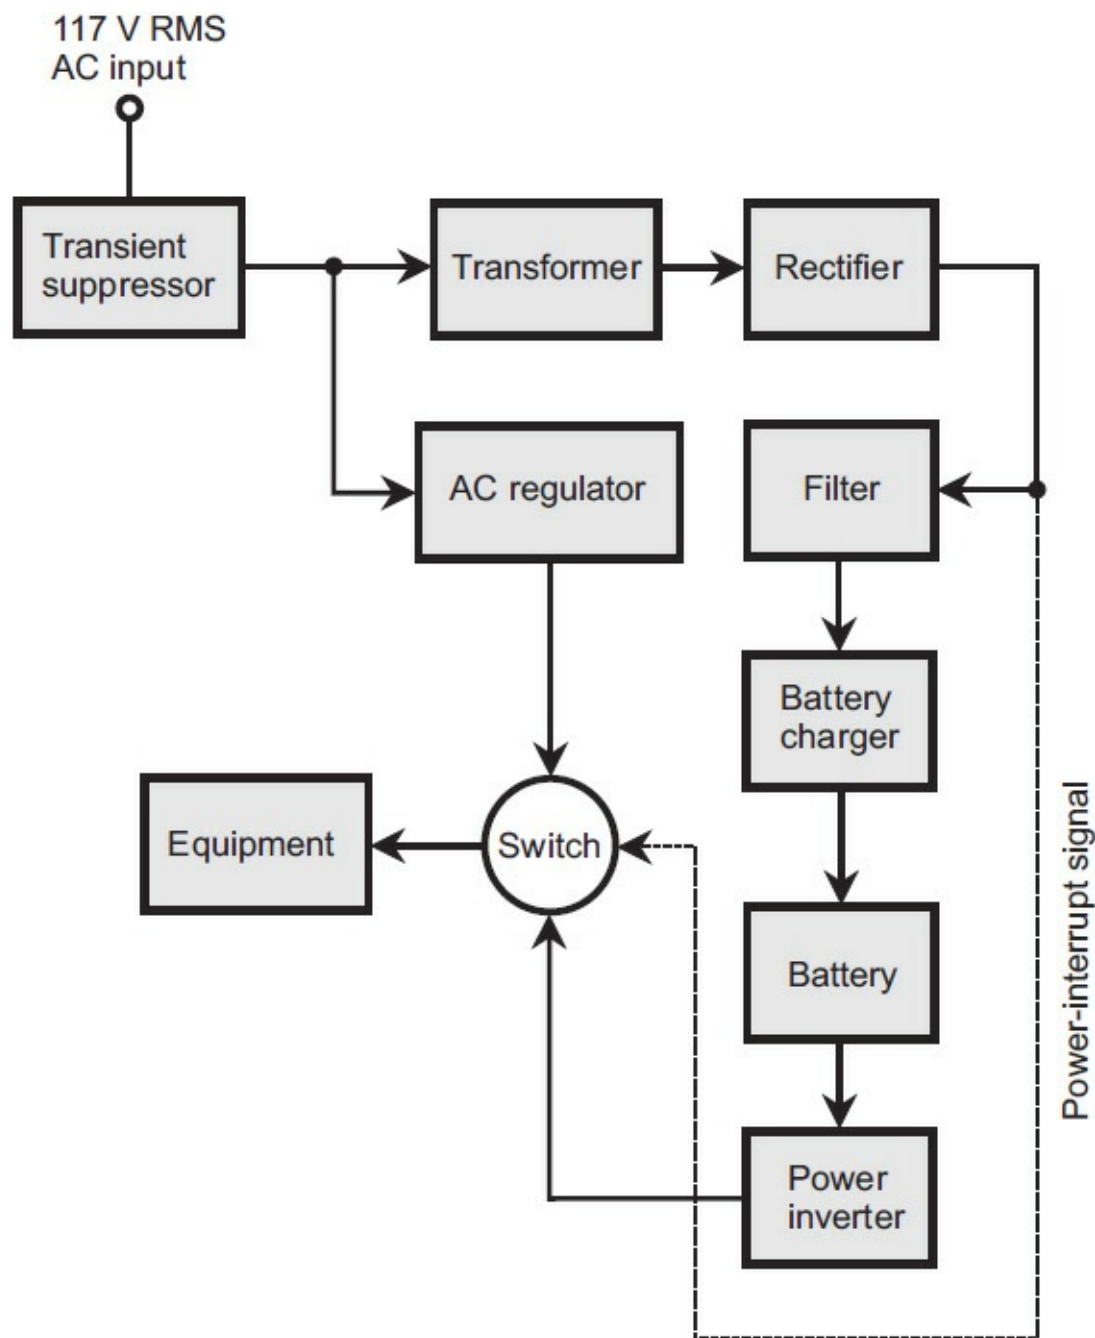 117 V RMS
AC input
Transient
suppressor
Transformer
Rectifier
AC regulator
Filter
Battery
charger
Equipment
Switch
Battery
Power
inverter
Power-interrupt signal